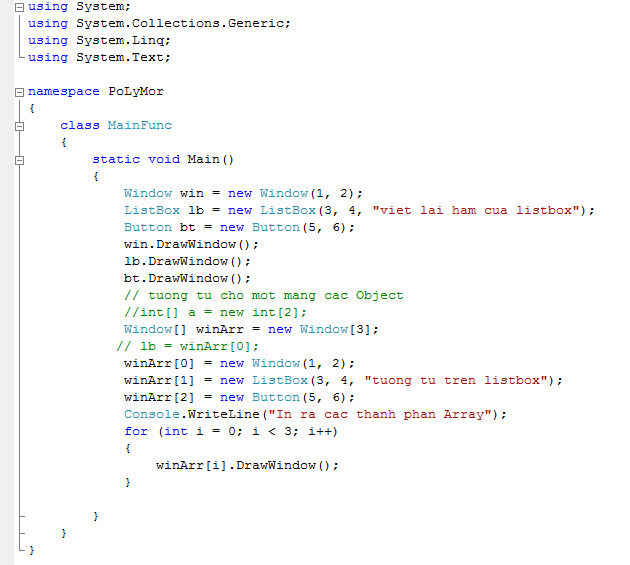 using System;
using System.Collections.Generic;
using System.Linq;
using System.Text;
namespace PoLyMor
{
class MainFunc
{
static void Main()
{
Window win = new Window(1, 2);
ListBox lb = new ListBox(3, 4, "viet lai ham cua listbox");
Button bt = new Button(5, 6);
win.DrawWindow();
lb.DrawWindow();
bt.DrawWindow();
// tuong tu cho mot mang cac Object
//int[] a = new int[2];
Window[] winArr = new Window[3];
// lb = winArr[0];
winArr[0] = new Window(1, 2);
winArr[1] = new ListBox(3, 4, "tuong tu tren listbox");
winArr[2] = new Button(5, 6);
Console.WriteLine("In ra cac thanh phan Array");
for (int i = 0; i < 3; i++)
{
winArr[i].DrawWindow();
}
}
}
}